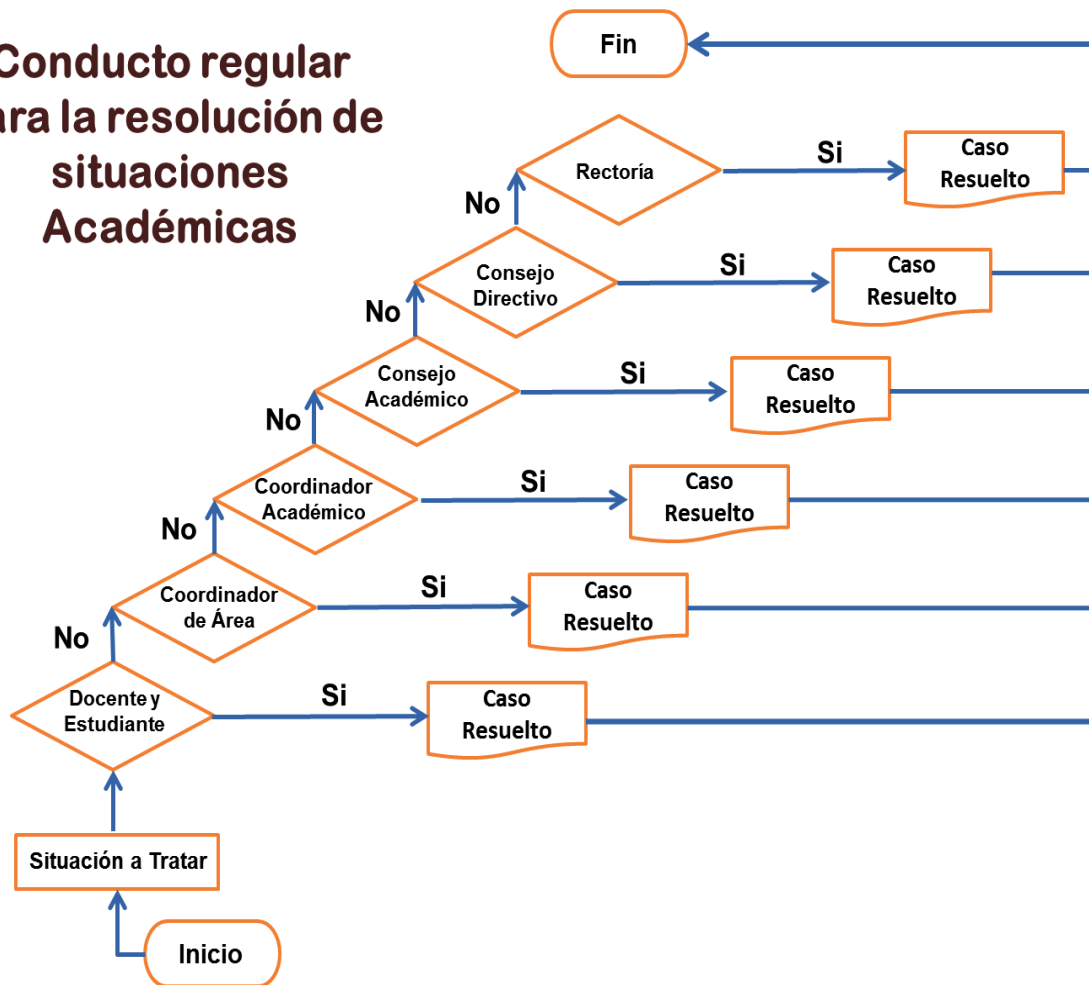 Conducto regular
ara la resolución de
situaciones
Académicas
Fin
Rectoría
Si
Caso
Resuelto
No
Consejo
Directivo
Si
Caso
Resuelto
No
Consejo
Académico
Si
Caso
Resuelto
No
Coordinador
Académico
Si
Caso
Resuelto
No
Coordinador
de Área
Si
Caso
Resuelto
No
Docente y
Estudiante
Si
Caso
Resuelto
Situación a Tratar
Inicio